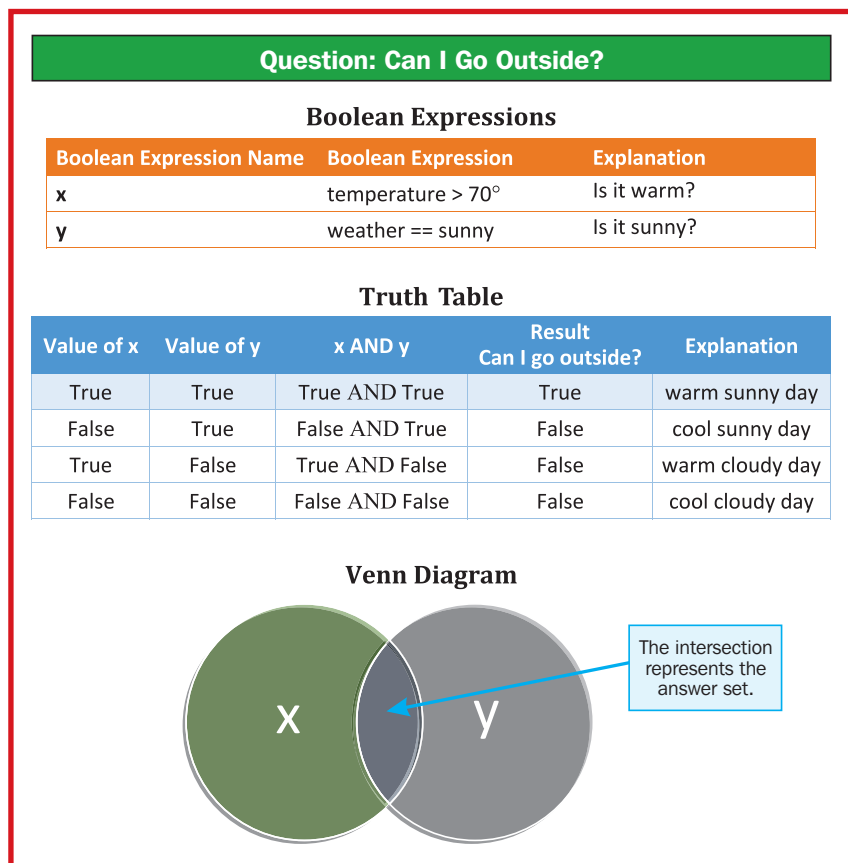 Question: Can I Go Outside?
Boolean Expressions
Boolean Expression Name Boolean Expression Explanation
x temperature > 70° Is it warm?
y weather == sunny Is it sunny?
Truth Table
Value of x Value of y x AND y Result Can I go outside? Explanation
True True True AND True True warm sunny day
False True False AND True False cool sunny day
True False True AND False False warm cloudy day
False False False AND False False cool cloudy day
Venn Diagram
x
y
The intersection
represents the
answer set.